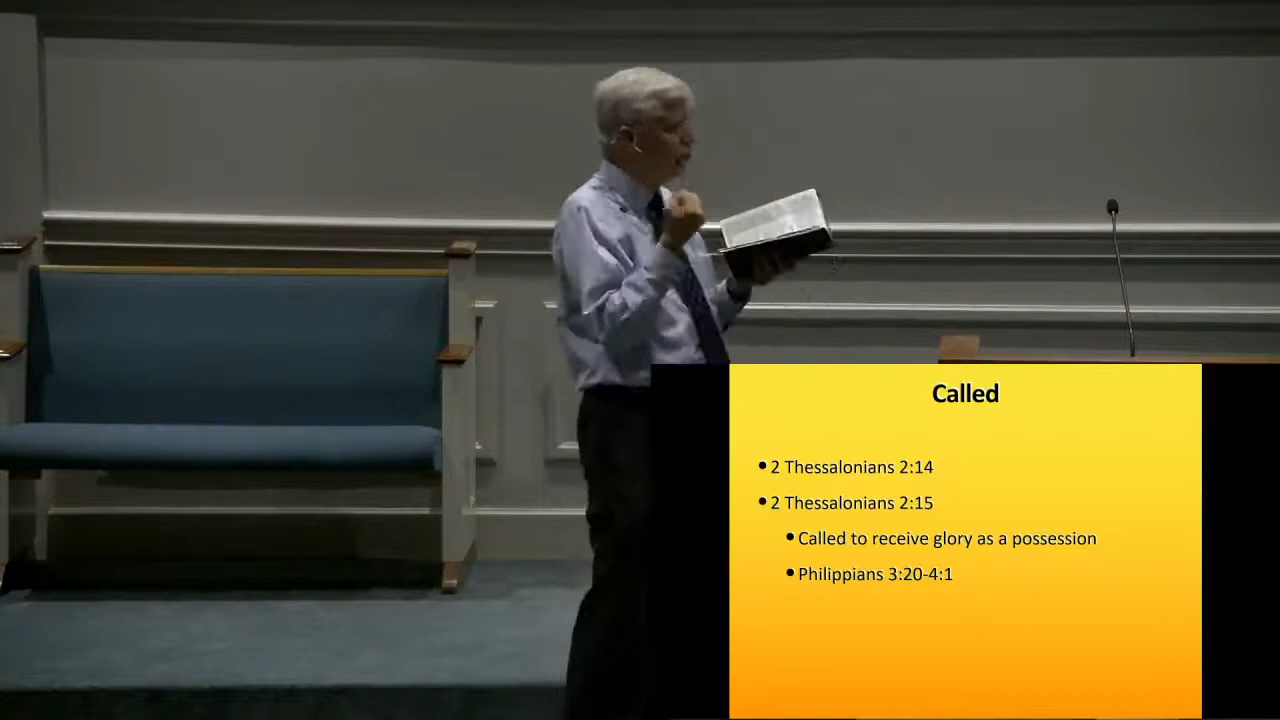 Called
• 2 Thessalonians 2:14
• 2 Thessalonians 2:15
• Called to receive glory as a possession
• Philippians 3:20-4:1